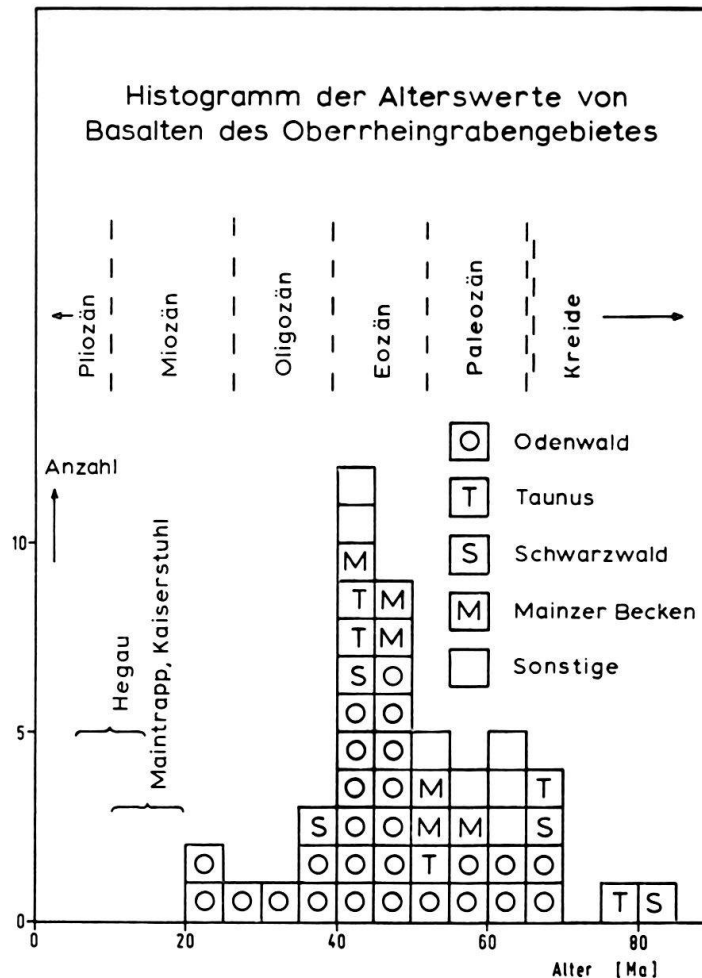 Histogramm der Alterswerte von
Basalten des Oberrheingrabengebietes
Pliozän
Miozän
Oligozän
Eozän
Paleozän
Kreide
Anzahl
O Odenwald
T Taunus
S Schwarzwald
M Mainzer Becken
Sonstige
Hegau
Maintrapp, Kaiserstuhl
10
5
0
M
T M
T M
S O
O O
O O T
O O M S
S O O M M S
O O O O T O O O
O O O O O O O O O O T S
0 20 40 60 80
Alter [Ma]